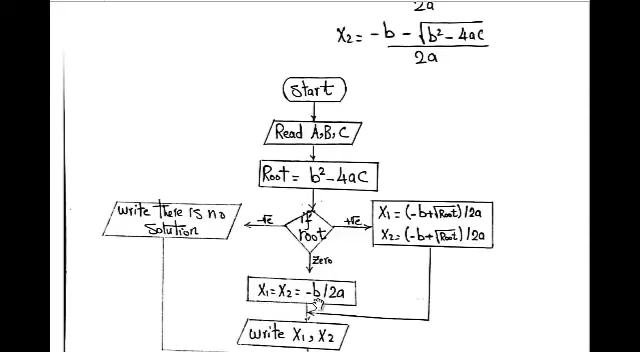 2a
X₂ = -b - √b² - 4ac
2a
Start
Read A,B,C
Root = b² - 4ac
write There is no
solution
-ve
if
root
+ve
X₁ = (-b+√Root)/2a
X₂ = (-b+√Root)/2a
Zero
X₁ = X₂ = -b/2a
write X₁, X₂